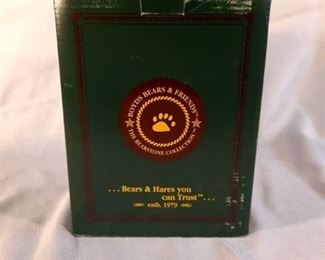 BOYDS BEARS & FRIENDS
THE BEARSTONE COLLECTION
...Bears & Hares you
can Trust™...
estb. 1979